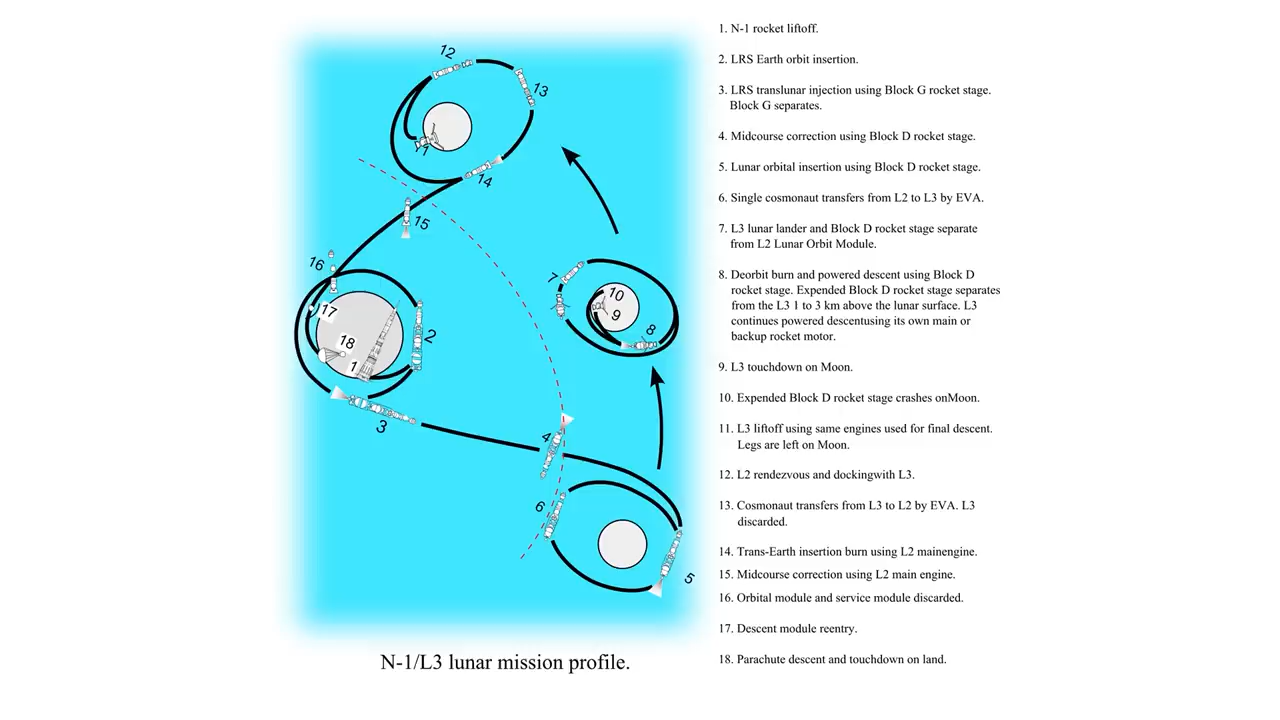 12
13
11
14
15
16
17
18
1
2
3
7
10
9
8
4
6
5
N-1/L3 lunar mission profile.
1. N-1 rocket liftoff.
2. LRS Earth orbit insertion.
3. LRS translunar injection using Block G rocket stage.
Block G separates.
4. Midcourse correction using Block D rocket stage.
5. Lunar orbital insertion using Block D rocket stage.
6. Single cosmonaut transfers from L2 to L3 by EVA.
7. L3 lunar lander and Block D rocket stage separate
from L2 Lunar Orbit Module.
8. Deorbit burn and powered descent using Block D
rocket stage. Expended Block D rocket stage separates
from the L3 1 to 3 km above the lunar surface. L3
continues powered descentusing its own main or
backup rocket motor.
9. L3 touchdown on Moon.
10. Expended Block D rocket stage crashes onMoon.
11. L3 liftoff using same engines used for final descent.
Legs are left on Moon.
12. L2 rendezvous and dockingwith L3.
13. Cosmonaut transfers from L3 to L2 by EVA. L3
discarded.
14. Trans-Earth insertion burn using L2 mainengine.
15. Midcourse correction using L2 main engine.
16. Orbital module and service module discarded.
17. Descent module reentry.
18. Parachute descent and touchdown on land.